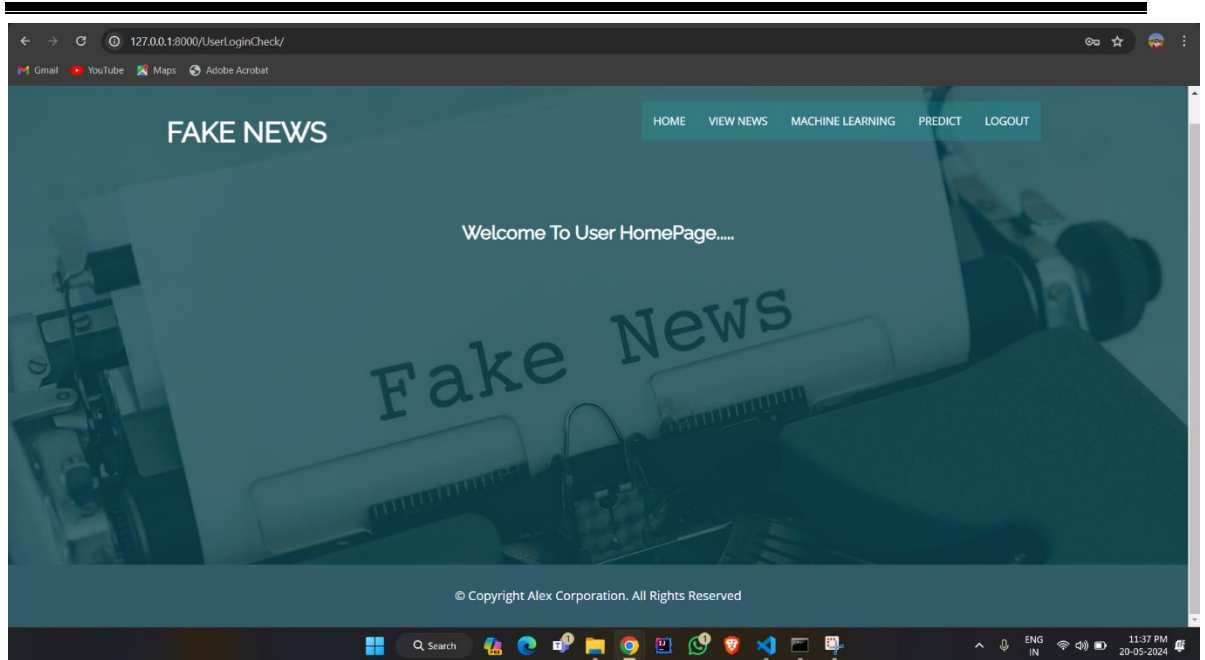 127.0.0.1:8000/UserLoginCheck/
Gmail YouTube Maps Adobe Acrobat
FAKE NEWS
HOME VIEW NEWS MACHINE LEARNING PREDICT LOGOUT
Welcome To User HomePage.....
Fake News
© Copyright Alex Corporation. All Rights Reserved
Search
ENG
IN
11:37 PM
20-05-2024